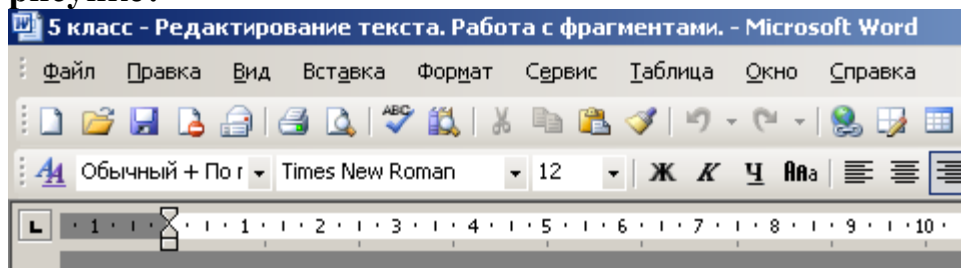 5 класс - Редактирование текста. Работа с фрагментами. - Microsoft Word
Файл Правка Вид Вставка Формат Сервис Таблица Окно Справка
ABC
Обычный + По г Times New Roman 12 Ж К Ч
L 1 1 2 3 4 5 6 7 8 9 10